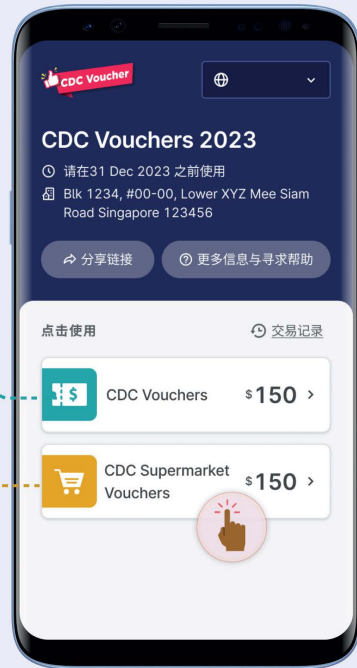 CDC Voucher
CDC Vouchers 2023
请在31 Dec 2023 之前使用
Blk 1234, #00-00, Lower XYZ Mee Siam
Road Singapore 123456
分享链接
更多信息与寻求帮助
点击使用
交易记录
$
CDC Vouchers
$150
CDC Supermarket
Vouchers
$150